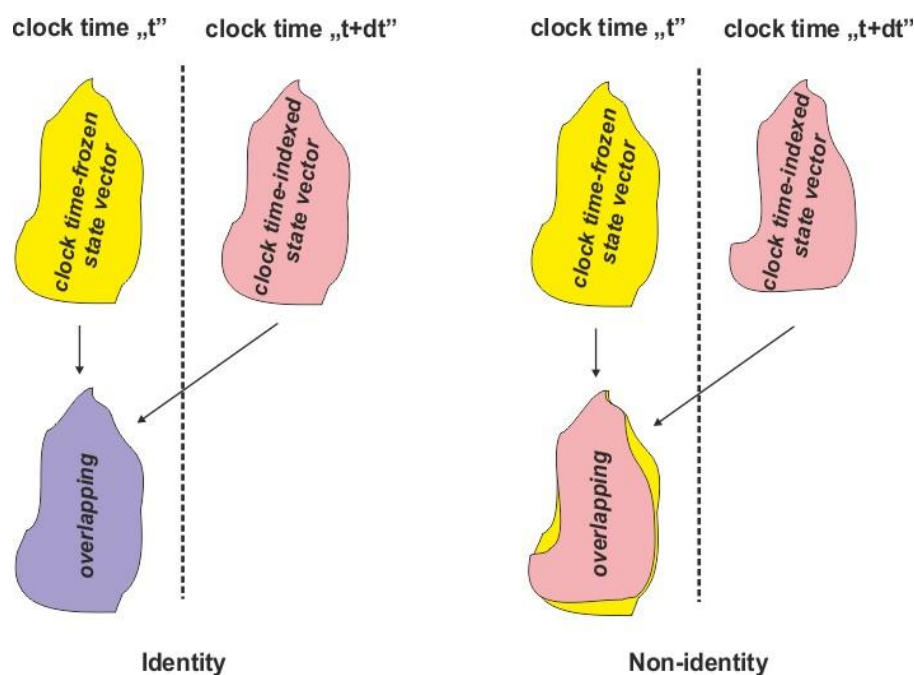 clock time „t”
clock time „t+dt”
clock time „t”
clock time „t+dt”
clock time-frozen
state vector
clock time-indexed
state vector
clock time-frozen
state vector
clock time-indexed
state vector
overlapping
overlapping
Identity
Non-identity